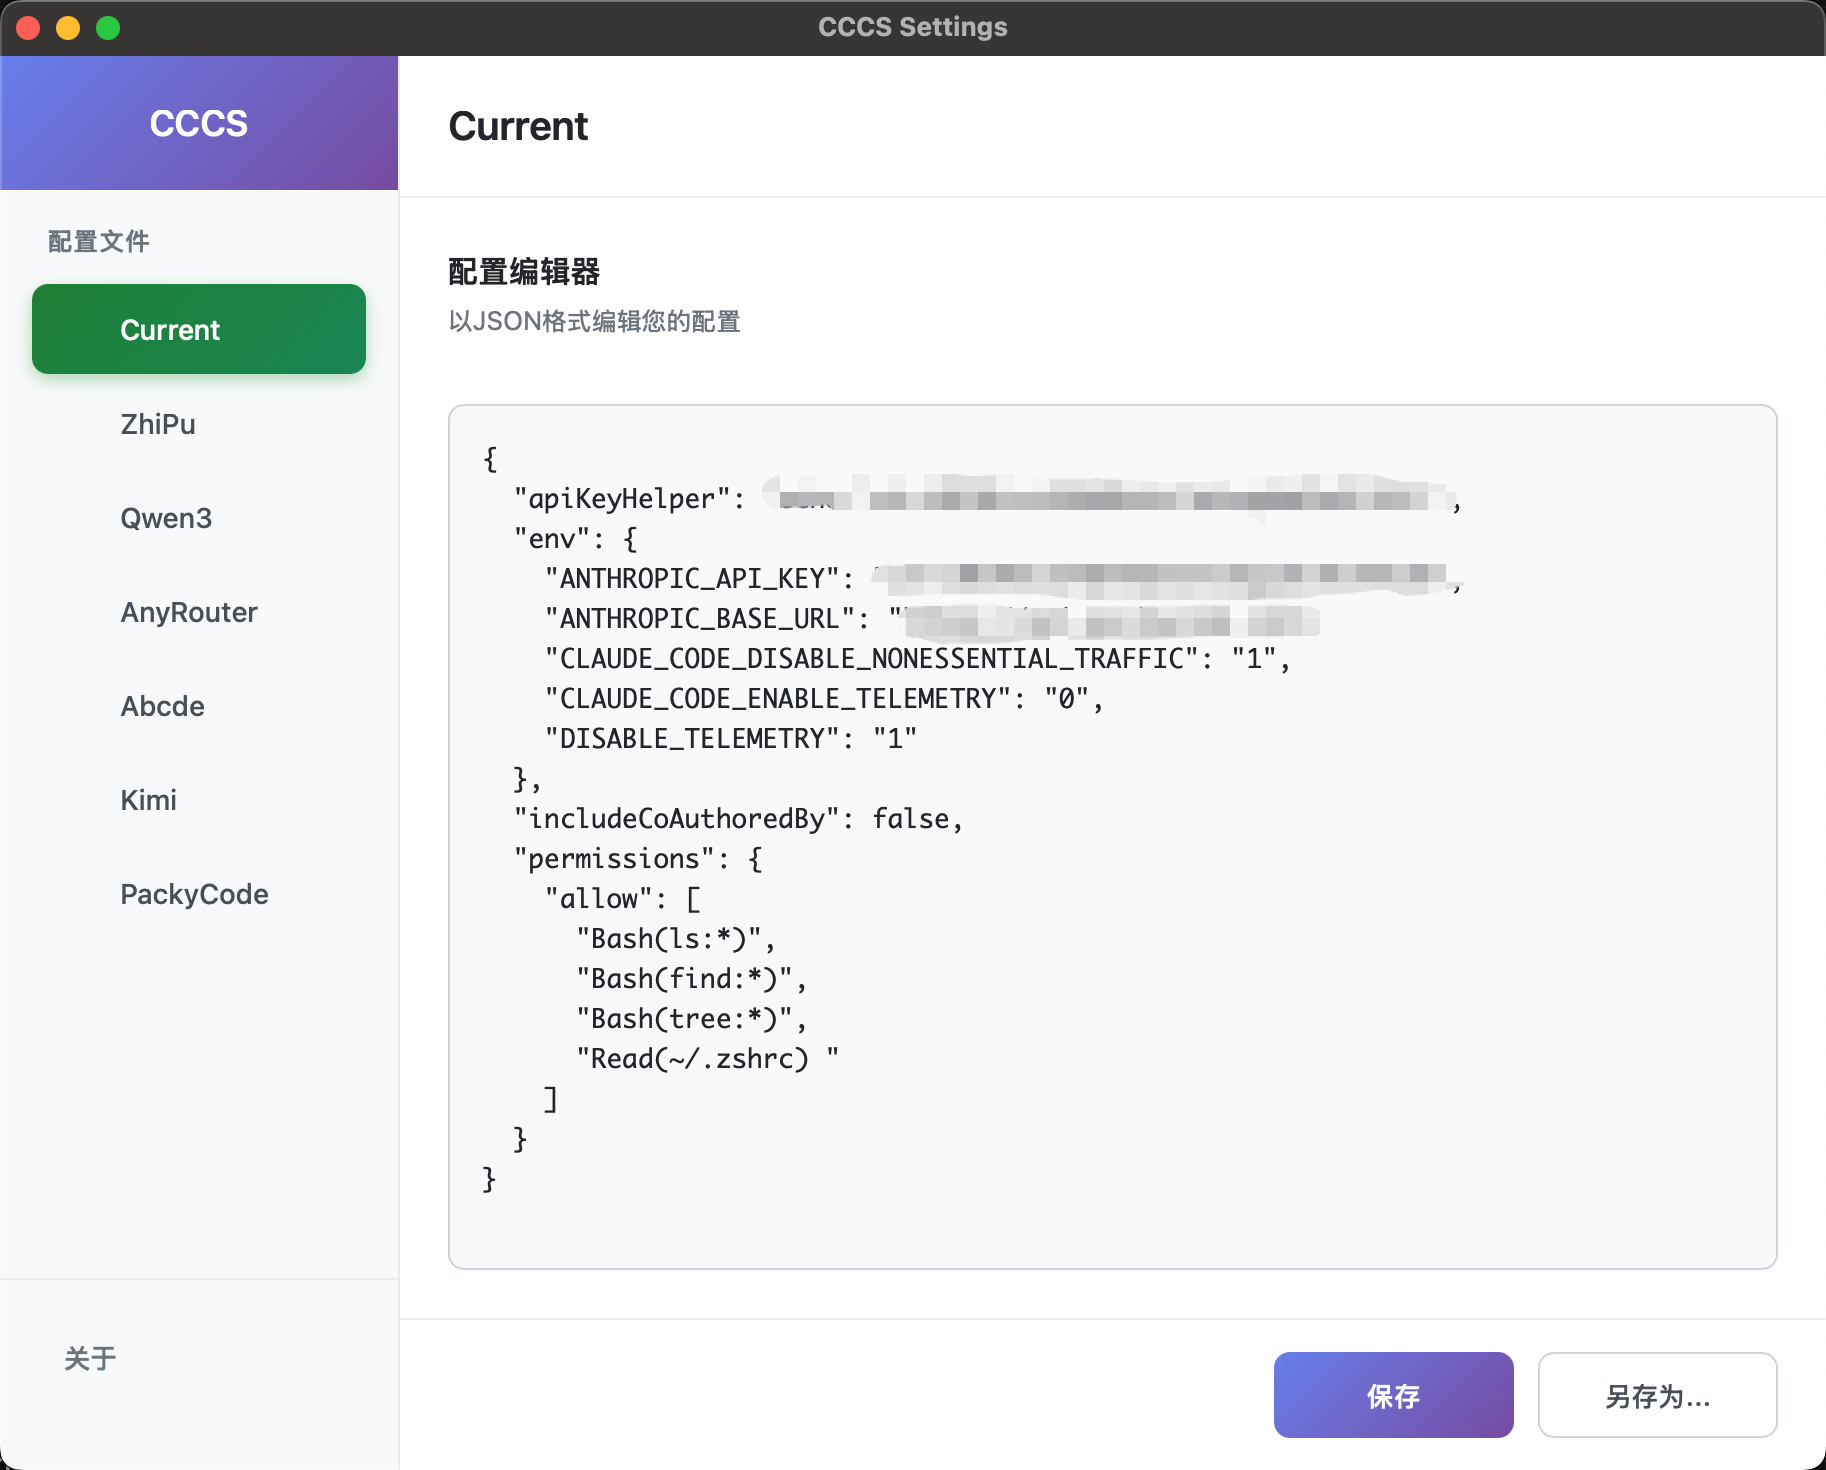 CCCS Settings
CCCS
配置文件
Current
ZhiPu
Qwen3
AnyRouter
Abcde
Kimi
PackyCode
关于
Current
配置编辑器
以JSON格式编辑您的配置
{
  "apiKeyHelper": ,
  "env": {
    "ANTHROPIC_API_KEY": ,
    "ANTHROPIC_BASE_URL": "
    "CLAUDE_CODE_DISABLE_NONESSENTIAL_TRAFFIC": "1",
    "CLAUDE_CODE_ENABLE_TELEMETRY": "0",
    "DISABLE_TELEMETRY": "1"
  },
  "includeCoAuthoredBy": false,
  "permissions": {
    "allow": [
      "Bash(ls:*)",
      "Bash(find:*)",
      "Bash(tree:*)",
      "Read(~/.zshrc) "
    ]
  }
}
保存
另存为...